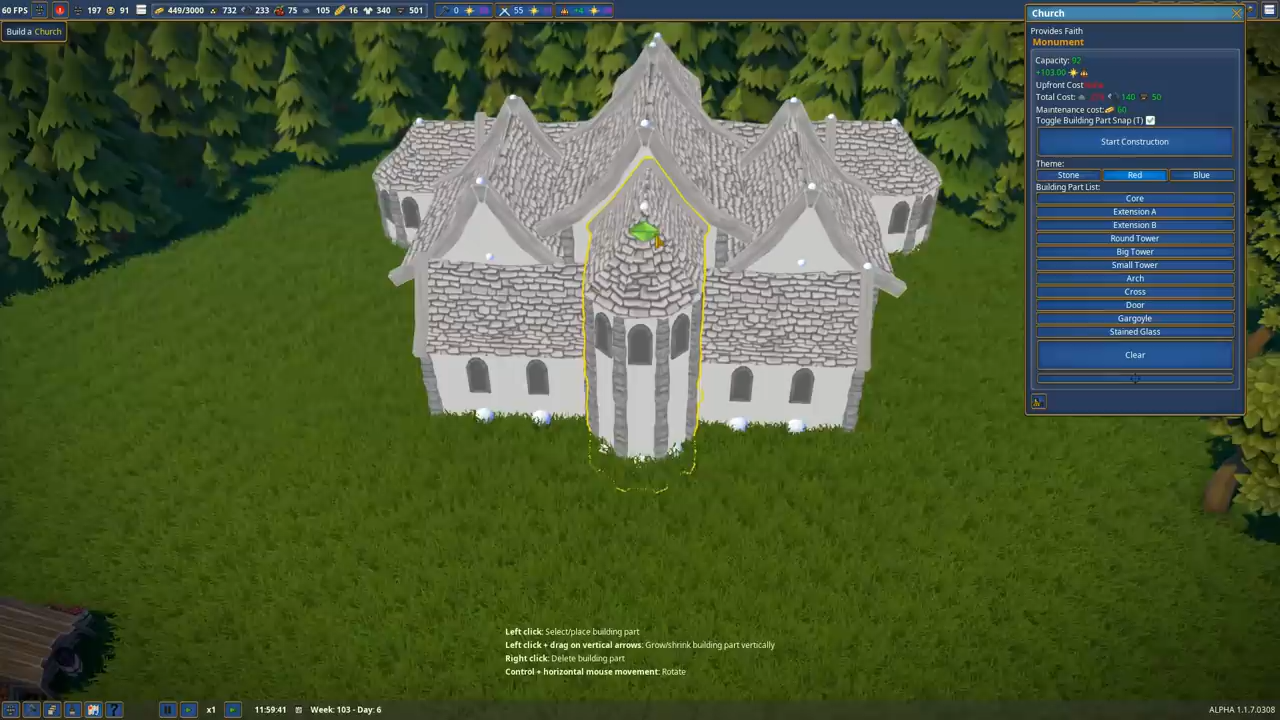 60 FPS 197 91 449/3000 732 233 75 105 16 340 501 0 55 +4
Build a Church
Church
Provides Faith
Monument
Capacity: 92
+103.00
Upfront Cost
Total Cost: 140 50
Maintenance cost: 60
Toggle Building Part Snap (T)
Start Construction
Theme:
Stone Red Blue
Building Part List:
Core
Extension A
Extension B
Round Tower
Big Tower
Small Tower
Arch
Cross
Door
Gargoyle
Stained Glass
Clear
Left click: Select/place building part
Left click + drag on vertical arrows: Grow/shrink building part vertically
Right click: Delete building part
Control + horizontal mouse movement: Rotate
x1 11:59:41 Week: 103 - Day: 6
ALPHA 1.1.7.0308